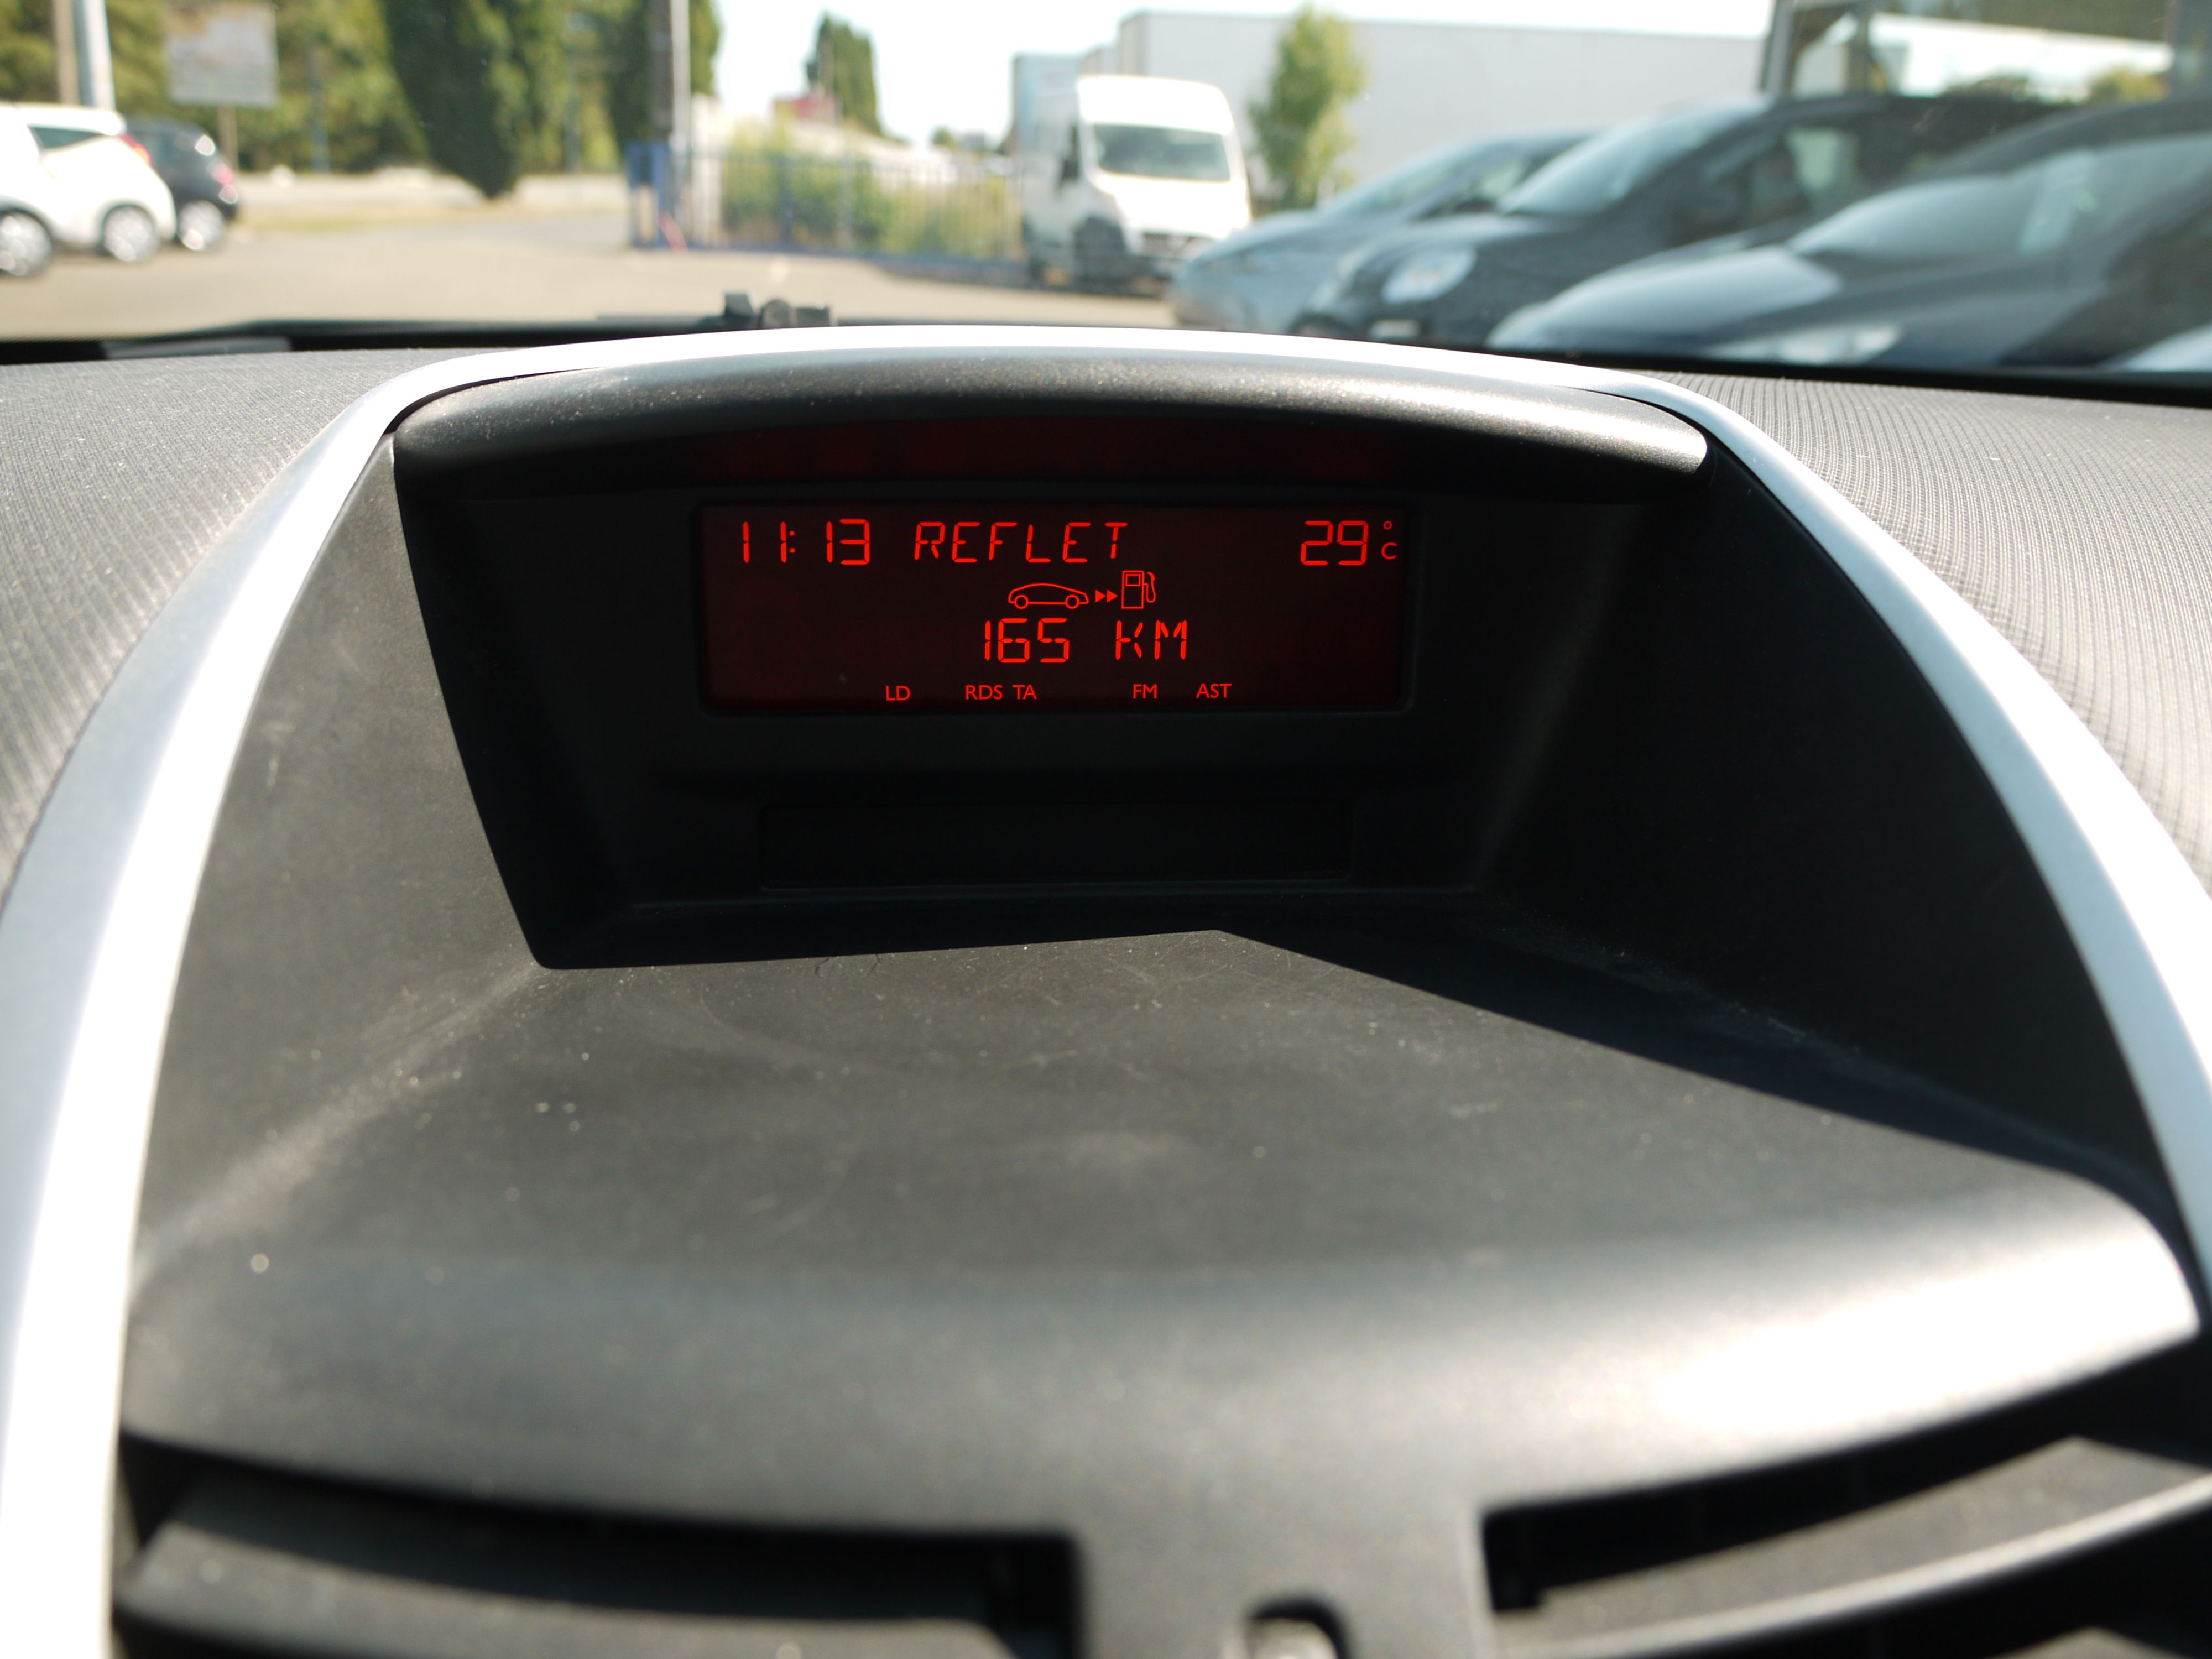 11:13 REFLET 29°C
165 KM
LD RDS TA FM AST